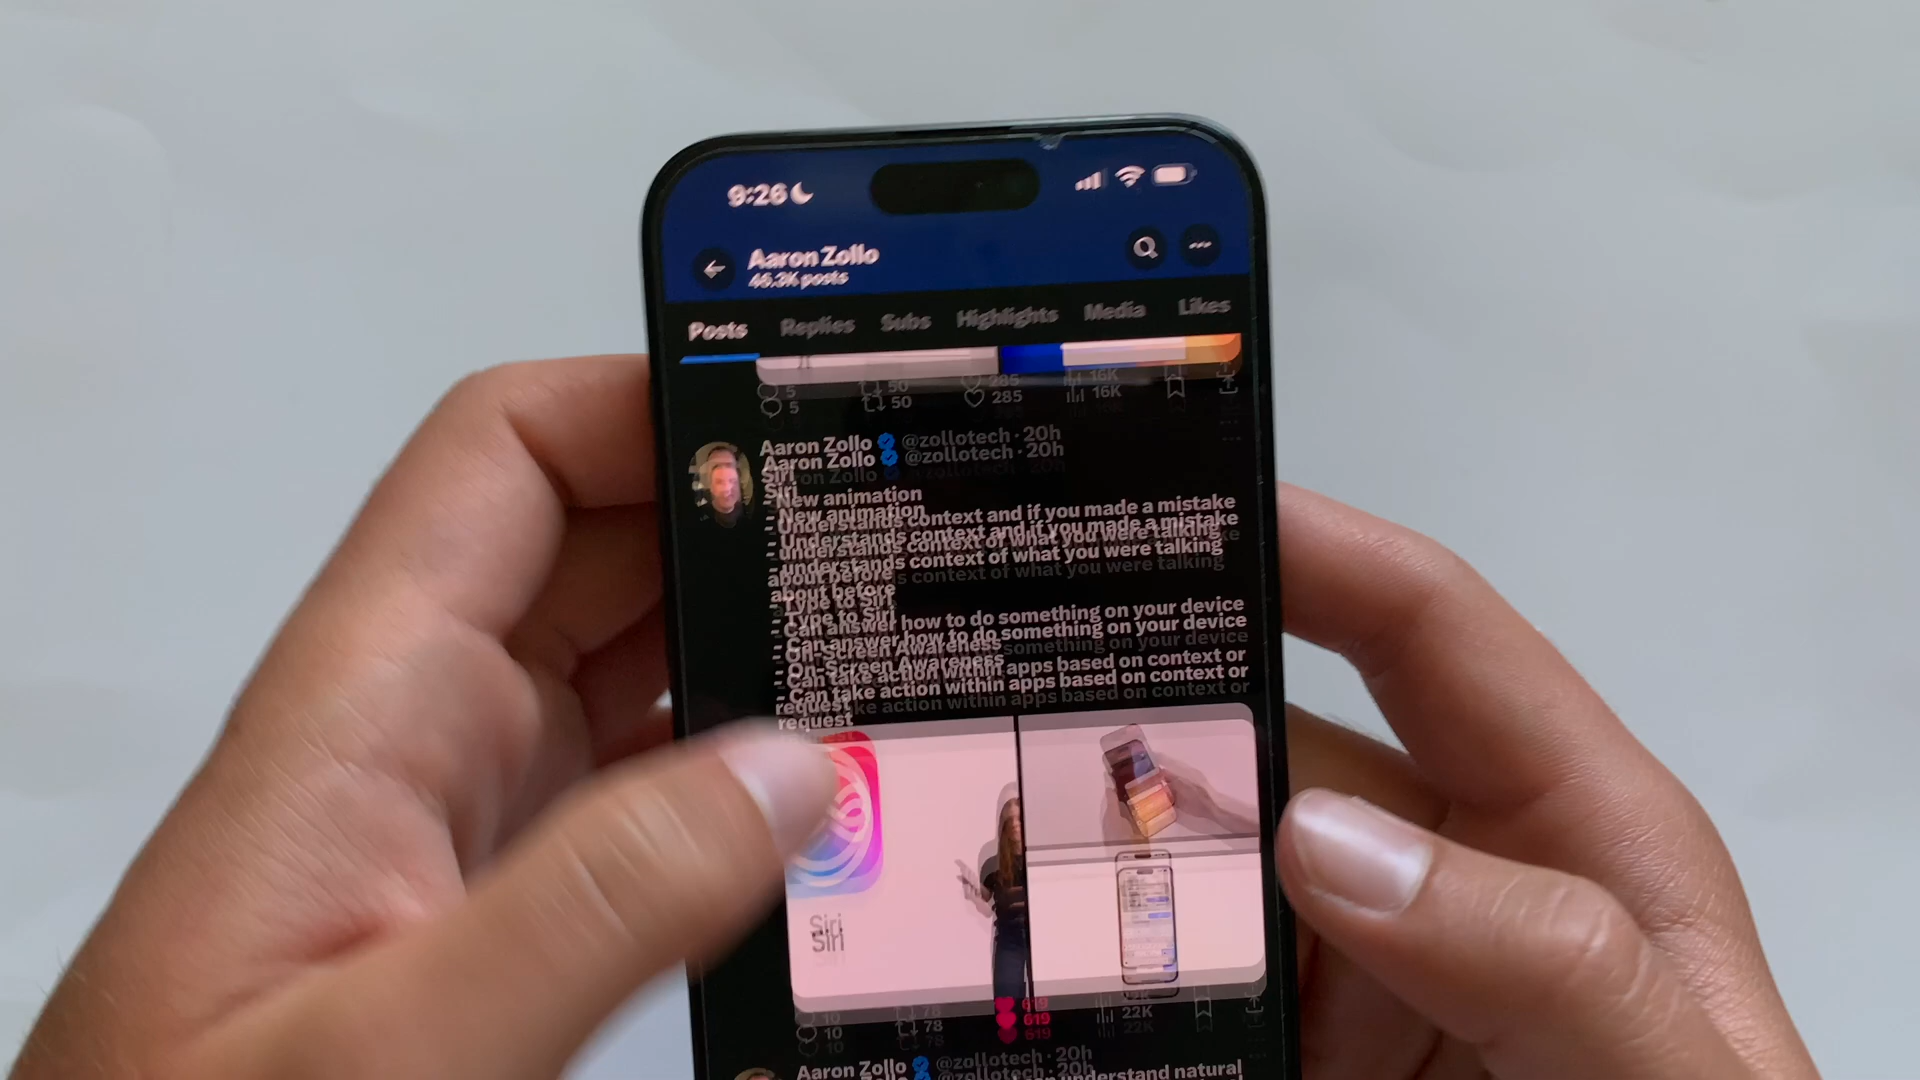 9:26
Aaron Zollo
46.3K posts
Posts Replies Subs Highlights Media Likes
5 50 285 16K
Aaron Zollo @zollotech · 20h
Siri
- New animation
- Understands context and if you made a mistake
- understands context of what you were talking
about before
- Type to Siri
- Can answer how to do something on your device
- On-Screen Awareness
- Can take action within apps based on context or
request
Siri
10 78 619 22K
Aaron Zollo @zollotech · 20h
understand natural